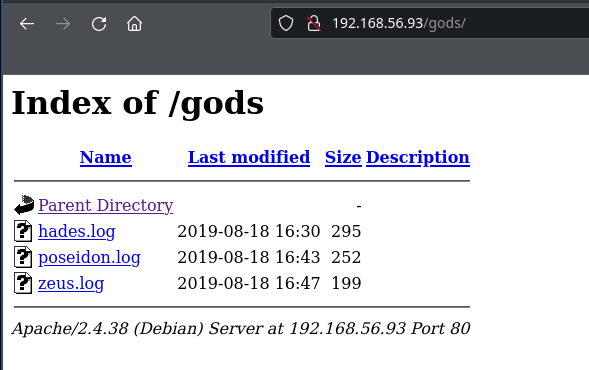 192.168.56.93/gods/
Index of /gods
Name Last modified Size Description
Parent Directory -
hades.log 2019-08-18 16:30 295
poseidon.log 2019-08-18 16:43 252
zeus.log 2019-08-18 16:47 199
Apache/2.4.38 (Debian) Server at 192.168.56.93 Port 80